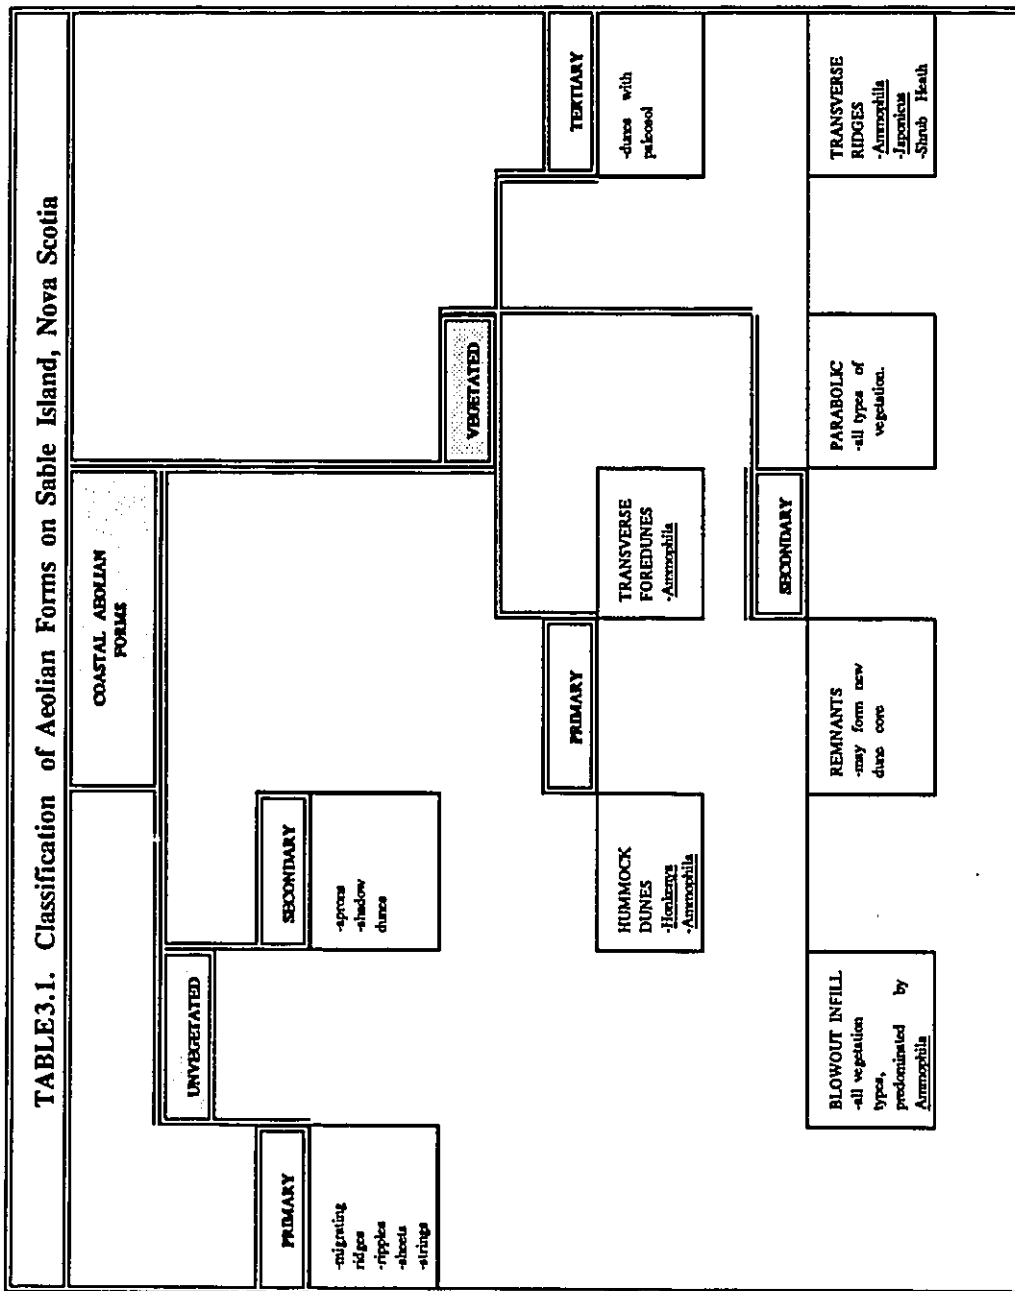 TABLE3.1. Classification of Aeolian Forms on Sable Island, Nova Scotia
COASTAL AEOLIAN
FORMS
UNVEGETATED
PRIMARY
-migrating
ridges
-ripples
-sheets
-strings
SECONDARY
-aprons
-shadow
dunes
VEGETATED
PRIMARY
HUMMOCK
DUNES
-Honkenya
-Ammophila
TRANSVERSE
FOREDUNES
-Ammophila
TERTIARY
-dunes with
paleosol
SECONDARY
BLOWOUT INFILL
-all vegetation
types,
predominated by
Ammophila
REMNANTS
-may form new
dune core
PARABOLIC
-all types of
vegetation.
TRANSVERSE
RIDGES
-Ammophila
-Japonicus
-Shrub Heath